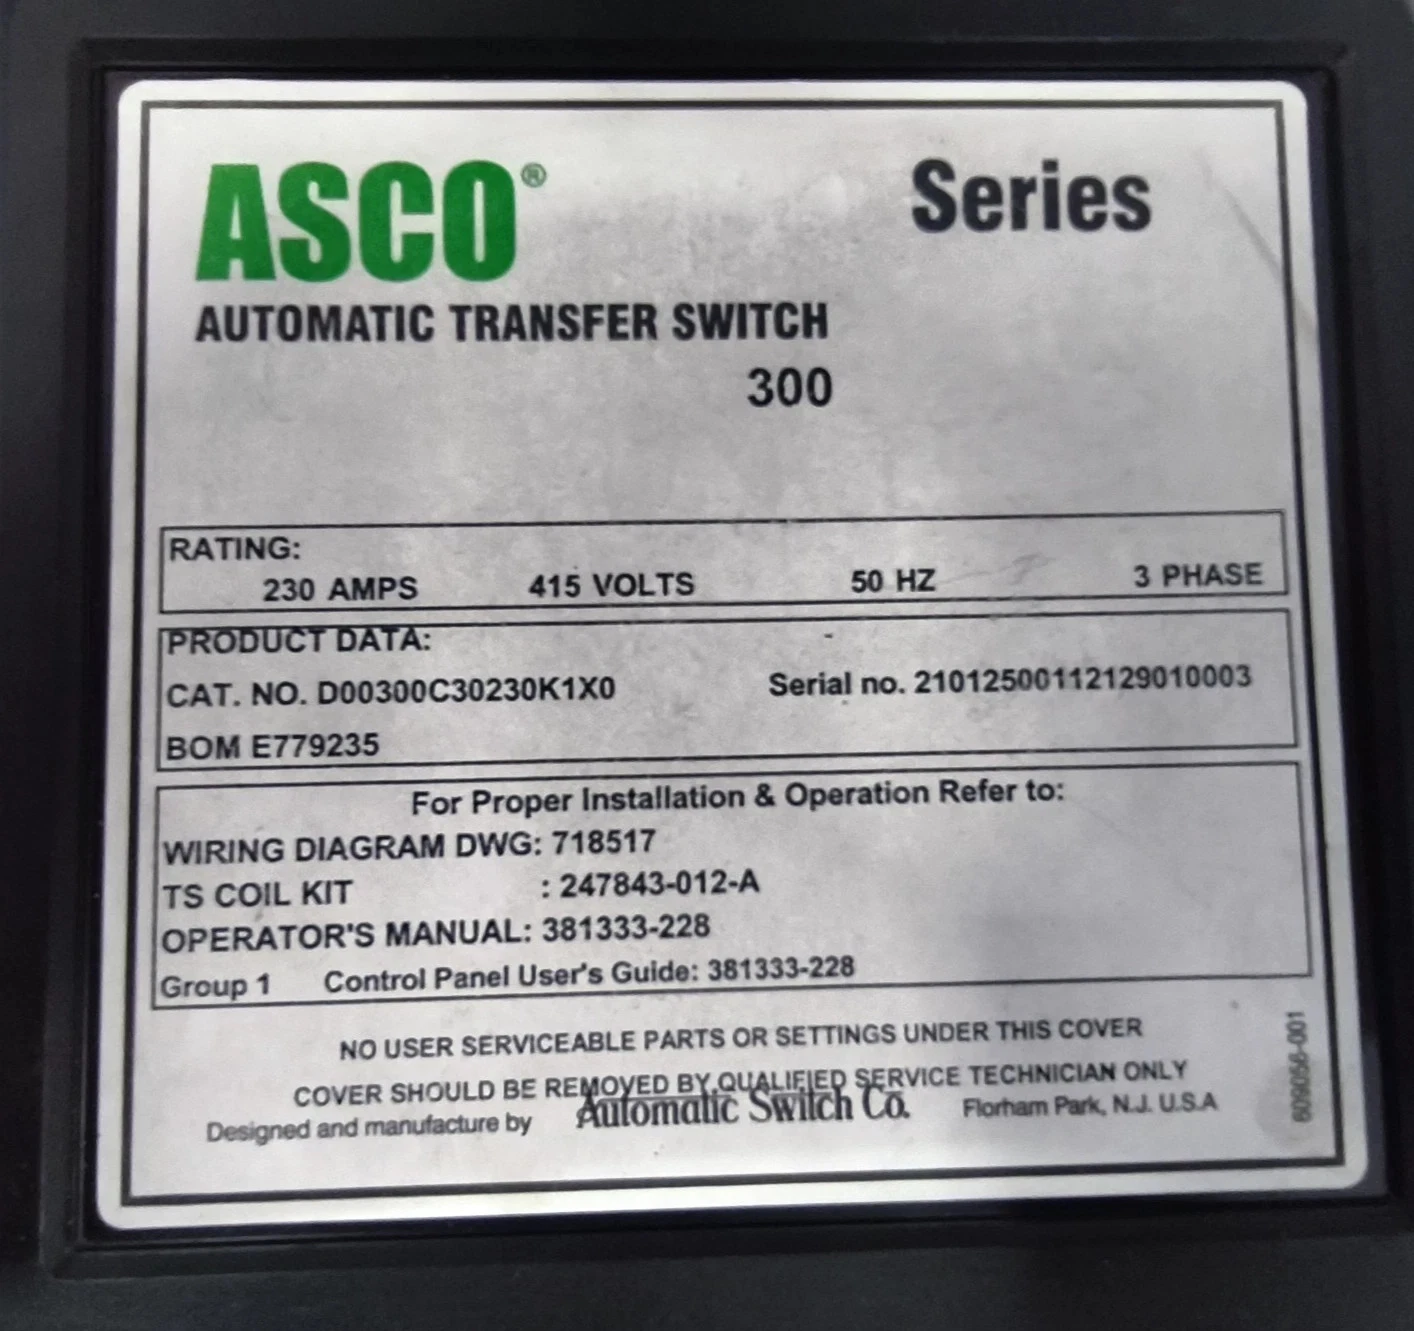 ASCO®
Series
AUTOMATIC TRANSFER SWITCH
300
RATING:
230 AMPS 415 VOLTS 50 HZ 3 PHASE
PRODUCT DATA:
CAT. NO. D00300C30230K1X0 Serial no. 21012500112129010003
BOM E779235
For Proper Installation & Operation Refer to:
WIRING DIAGRAM DWG: 718517
TS COIL KIT : 247843-012-A
OPERATOR'S MANUAL: 381333-228
Group 1 Control Panel User's Guide: 381333-228
NO USER SERVICEABLE PARTS OR SETTINGS UNDER THIS COVER
COVER SHOULD BE REMOVED BY QUALIFIED SERVICE TECHNICIAN ONLY
Designed and manufacture by Automatic Switch Co. Florham Park, N.J. U.S.A
609056-001